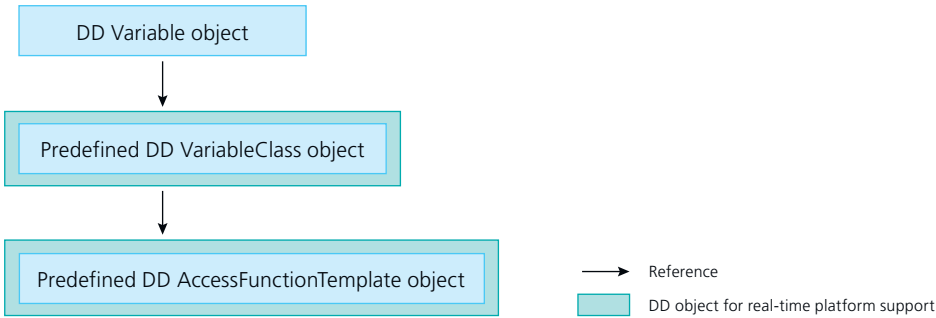 DD Variable object
Predefined DD VariableClass object
Predefined DD AccessFunctionTemplate object
Reference
DD object for real-time platform support